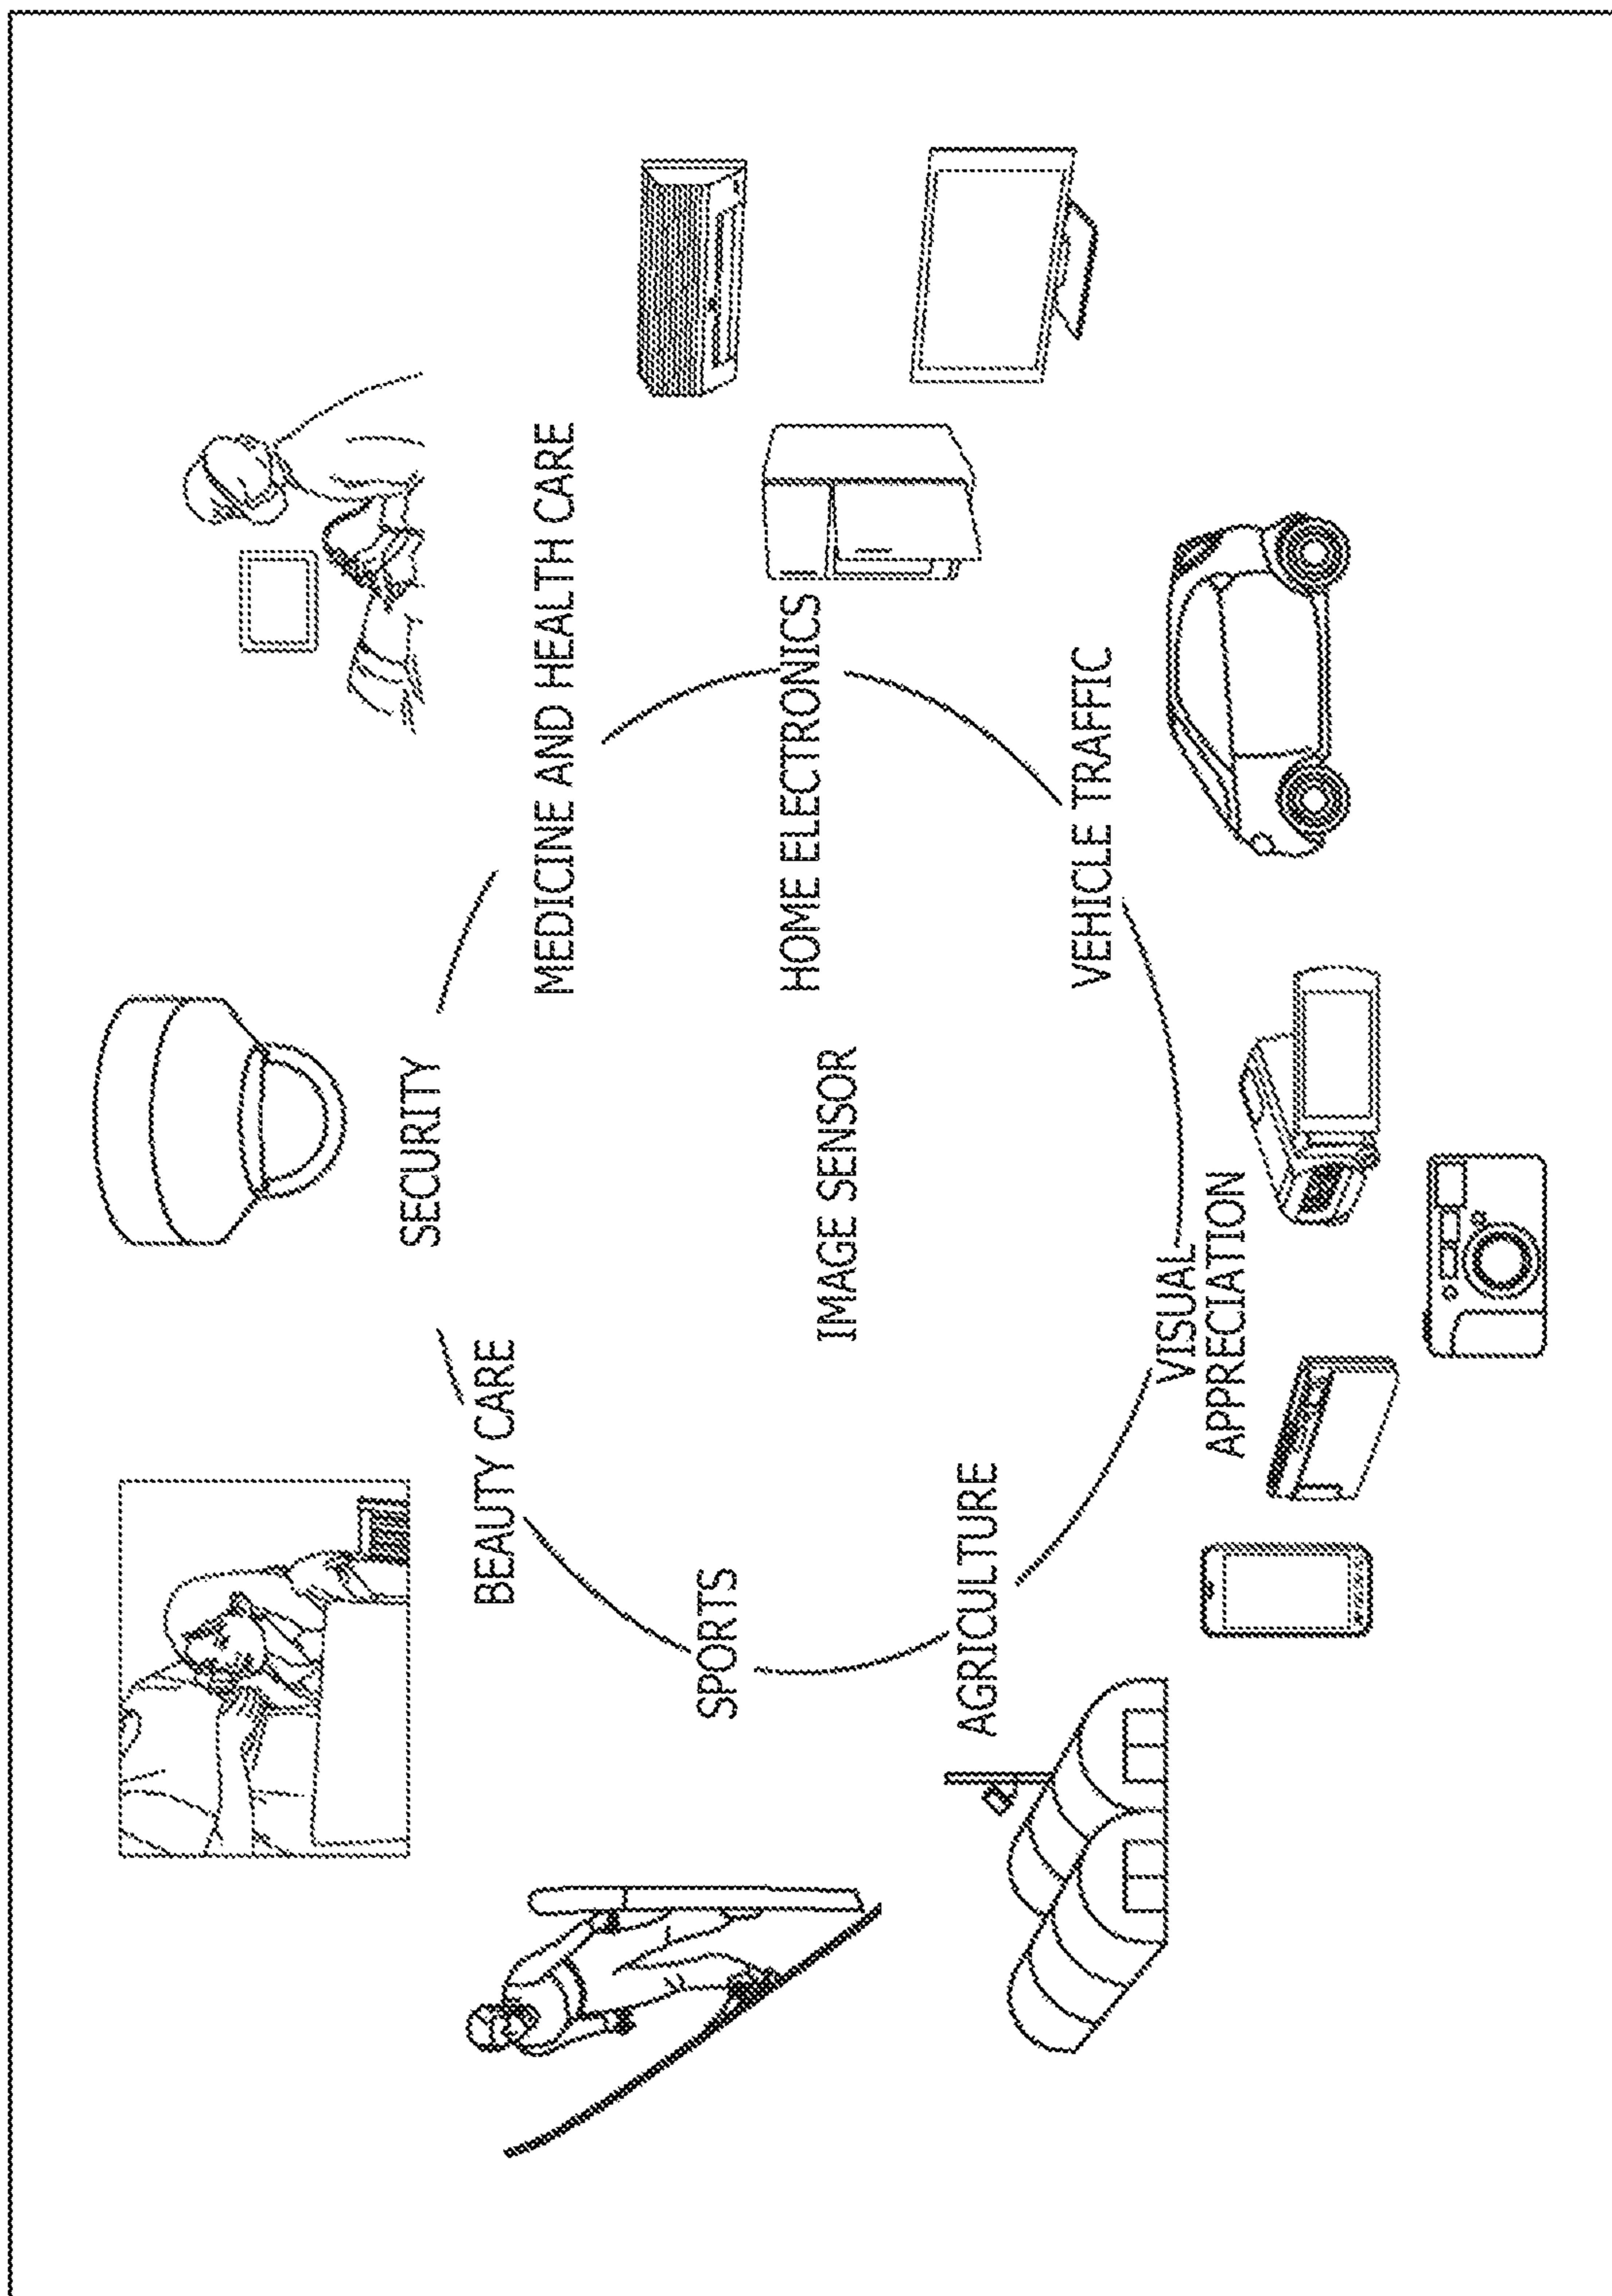 SECURITY
BEAUTY CARE
MEDICINE AND HEALTH CARE
SPORTS
HOME ELECTRONICS
IMAGE SENSOR
AGRICULTURE
VEHICLE TRAFFIC
VISUAL
APPRECIATION